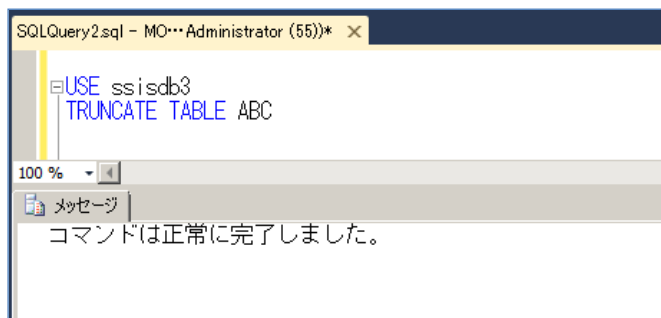 SQLQuery2.sql - MO…Administrator (55))*
USE ssisdb3
TRUNCATE TABLE ABC
100 %
メッセージ
コマンドは正常に完了しました。